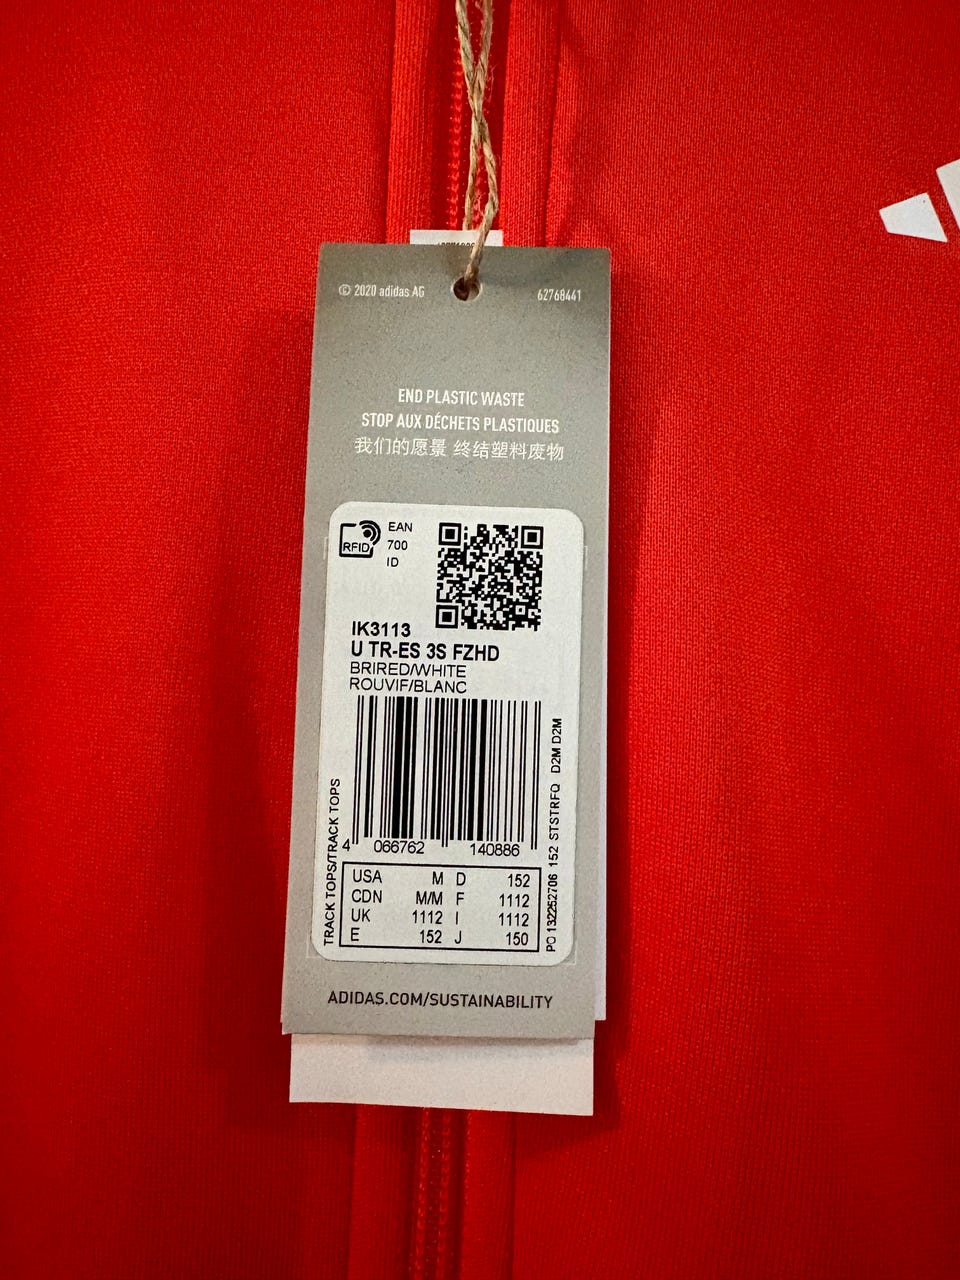 © 2020 adidas AG
62768441
END PLASTIC WASTE
STOP AUX DÉCHETS PLASTIQUES
我们的愿景 终结塑料废物
RFID
EAN
700
ID
IK3113
U TR-ES 3S FZHD
BRIRED/WHITE
ROUVIF/BLANC
TRACK TOPS/TRACK TOPS
4 066762 140886
PO 132252706 152 STSTRFQ D2M D2M
USA M D 152
CDN M/M F 1112
UK 1112 I 1112
E 152 J 150
ADIDAS.COM/SUSTAINABILITY